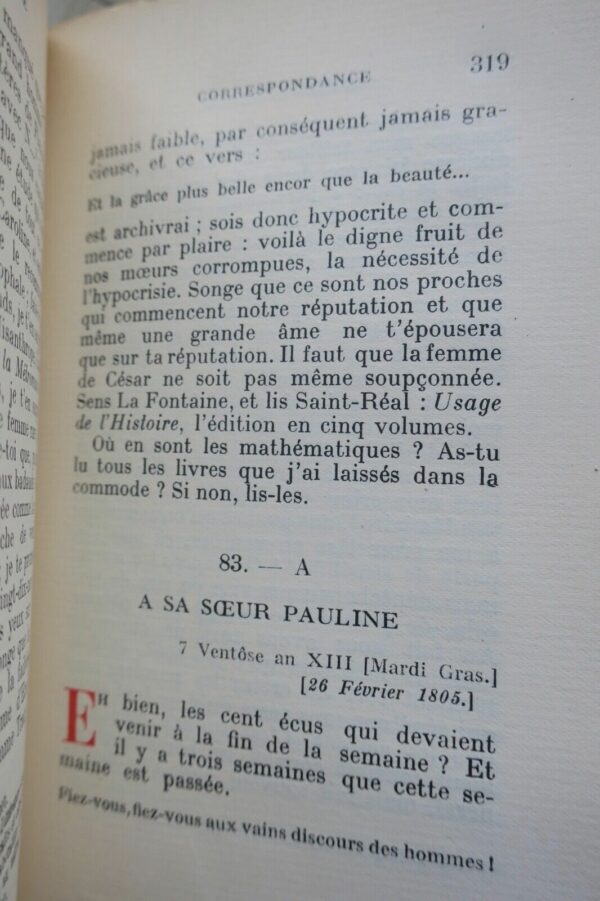 CORRESPONDANCE 319
jamais faible, par conséquent jamais gra-
cieuse, et ce vers :
Et la grâce plus belle encor que la beauté...
est archivrai ; sois donc hypocrite et com-
mence par plaire : voilà le digne fruit de
nos mœurs corrompues, la nécessité de
l'hypocrisie. Songe que ce sont nos proches
qui commencent notre réputation et que
même une grande âme ne t'épousera
que sur ta réputation. Il faut que la femme
de César ne soit pas même soupçonnée.
Sens La Fontaine, et lis Saint-Réal : Usage
de l'Histoire, l'édition en cinq volumes.
Où en sont les mathématiques ? As-tu
lu tous les livres que j'ai laissés dans la
commode ? Si non, lis-les.
83. — A
A SA SŒUR PAULINE
7 Ventôse an XIII [Mardi Gras.]
[26 Février 1805.]
EH bien, les cent écus qui devaient
venir à la fin de la semaine ? Et
il y a trois semaines que cette se-
maine est passée.
Fiez-vous, fiez-vous aux vains discours des hommes !